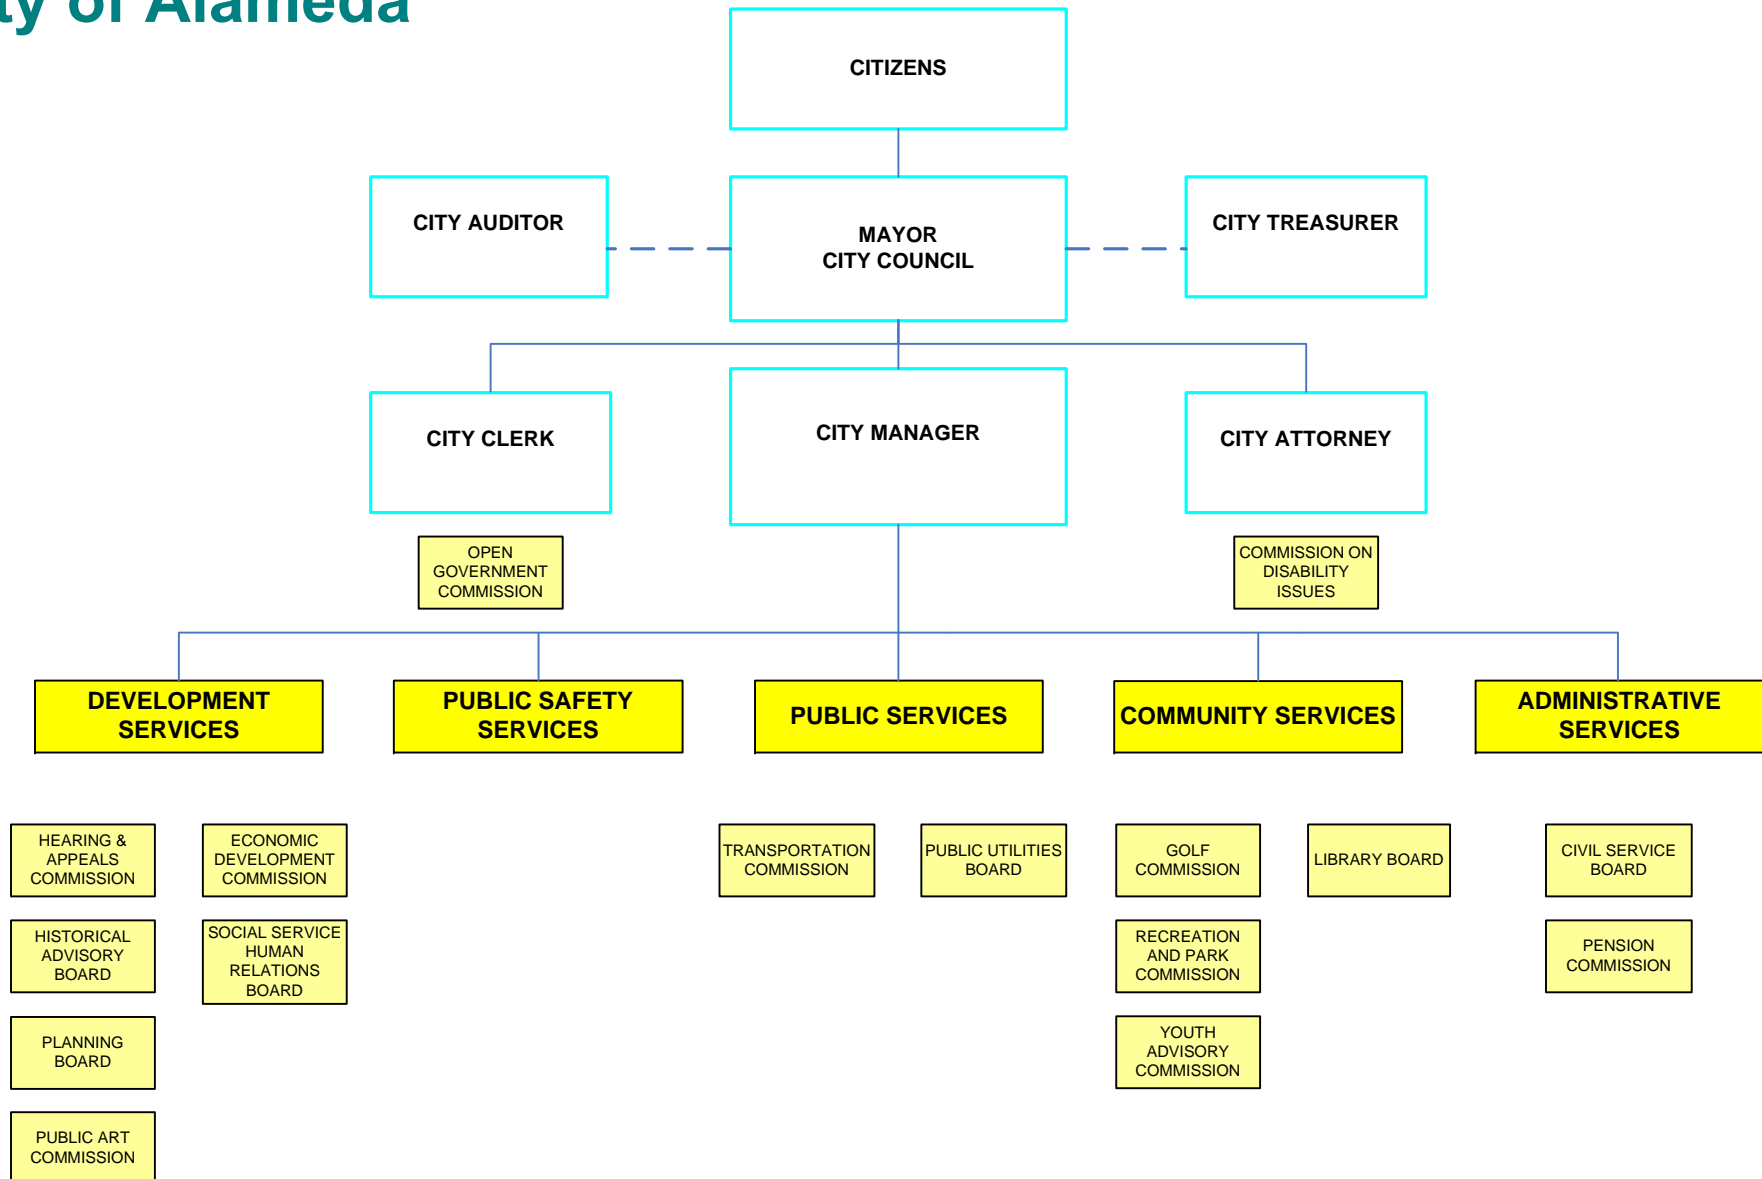 ty of Alameda
CITIZENS
CITY AUDITOR
MAYOR
CITY COUNCIL
CITY TREASURER
CITY CLERK
CITY MANAGER
CITY ATTORNEY
OPEN
GOVERNMENT
COMMISSION
COMMISSION ON
DISABILITY
ISSUES
DEVELOPMENT
SERVICES
PUBLIC SAFETY
SERVICES
PUBLIC SERVICES
COMMUNITY SERVICES
ADMINISTRATIVE
SERVICES
HEARING &
APPEALS
COMMISSION
ECONOMIC
DEVELOPMENT
COMMISSION
TRANSPORTATION
COMMISSION
PUBLIC UTILITIES
BOARD
GOLF
COMMISSION
LIBRARY BOARD
CIVIL SERVICE
BOARD
HISTORICAL
ADVISORY
BOARD
SOCIAL SERVICE
HUMAN
RELATIONS
BOARD
RECREATION
AND PARK
COMMISSION
PENSION
COMMISSION
PLANNING
BOARD
YOUTH
ADVISORY
COMMISSION
PUBLIC ART
COMMISSION